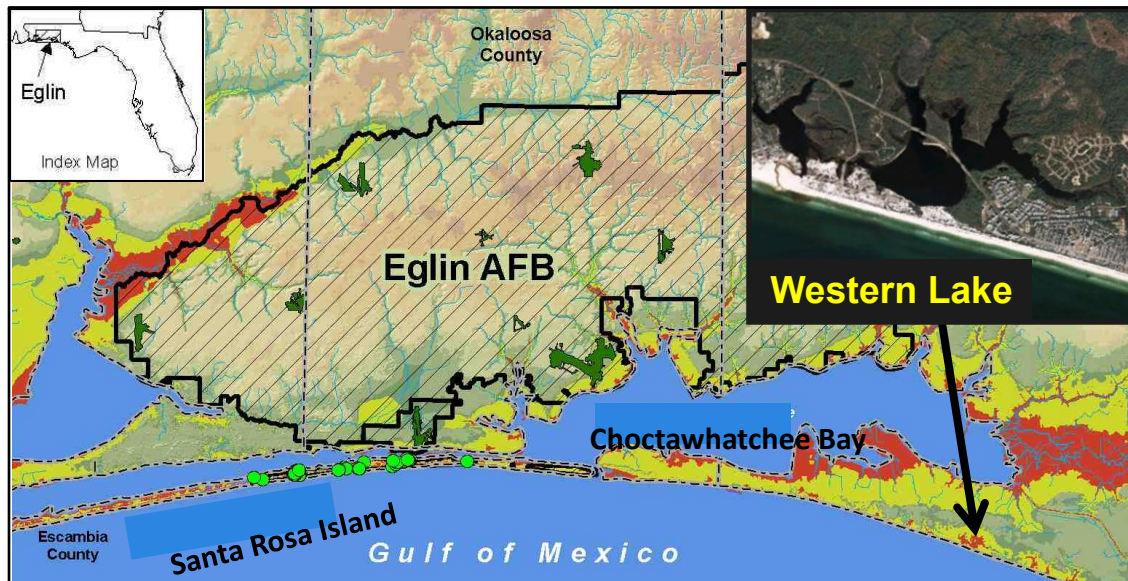 Eglin
Index Map
Okaloosa
County
Eglin AFB
Western Lake
Choctawhatchee Bay
Santa Rosa Island
Escambia
County
Gulf of Mexico